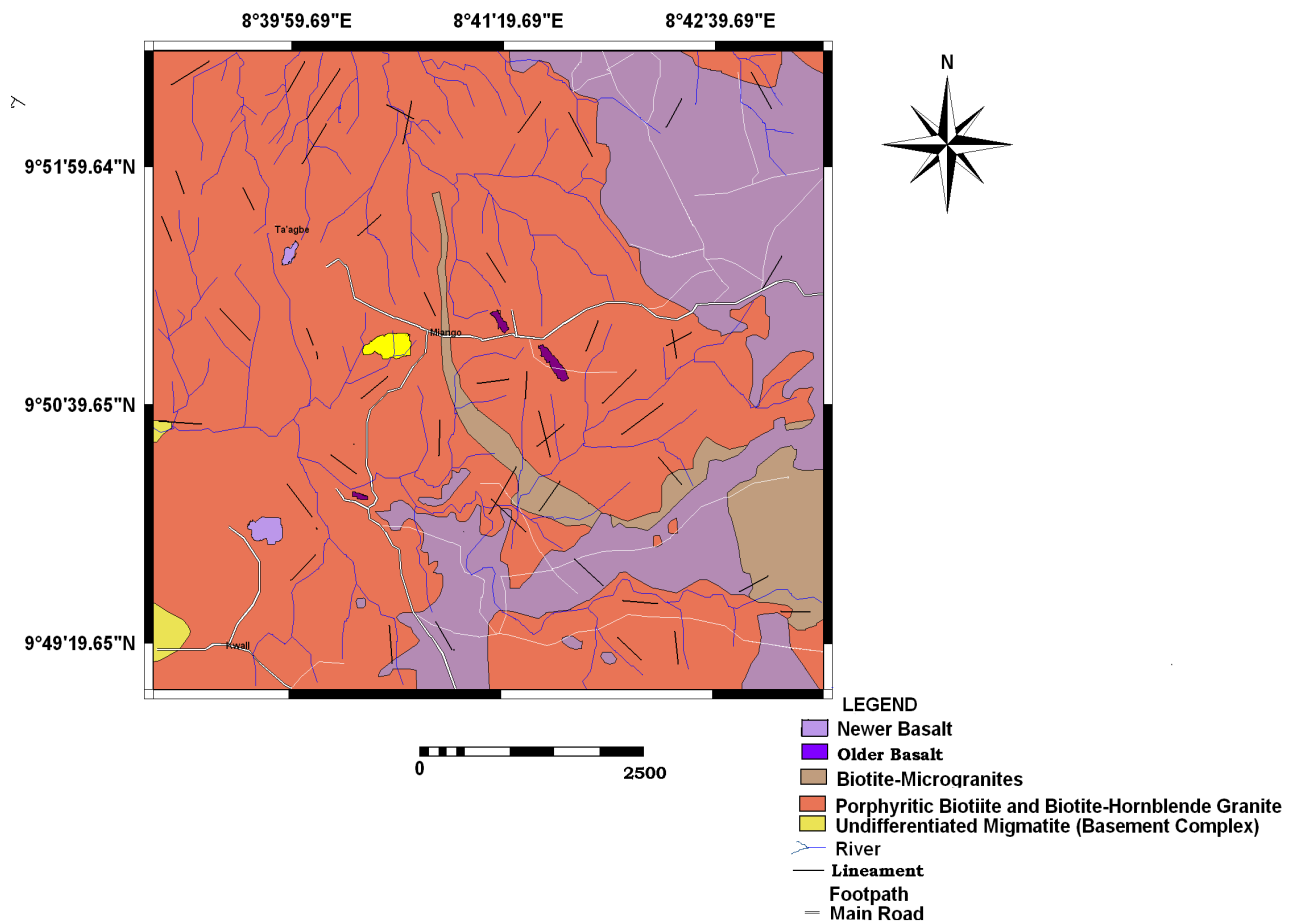 8°39'59.69"E 8°41'19.69"E 8°42'39.69"E
N
9°51'59.64"N
Ta'agbe
Miango
9°50'39.65"N
9°49'19.65"N
Kwall
LEGEND
Newer Basalt
Older Basalt
Biotite-Microgranites
Porphyritic Biotiite and Biotite-Hornblende Granite
Undifferentiated Migmatite (Basement Complex)
River
Lineament
Footpath
Main Road
0 2500